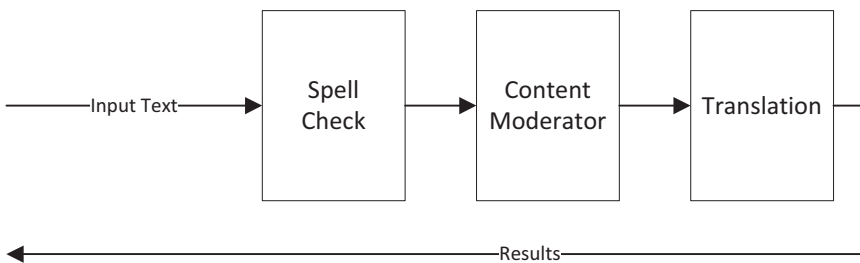 Input Text
Spell
Check
Content
Moderator
Translation
Results